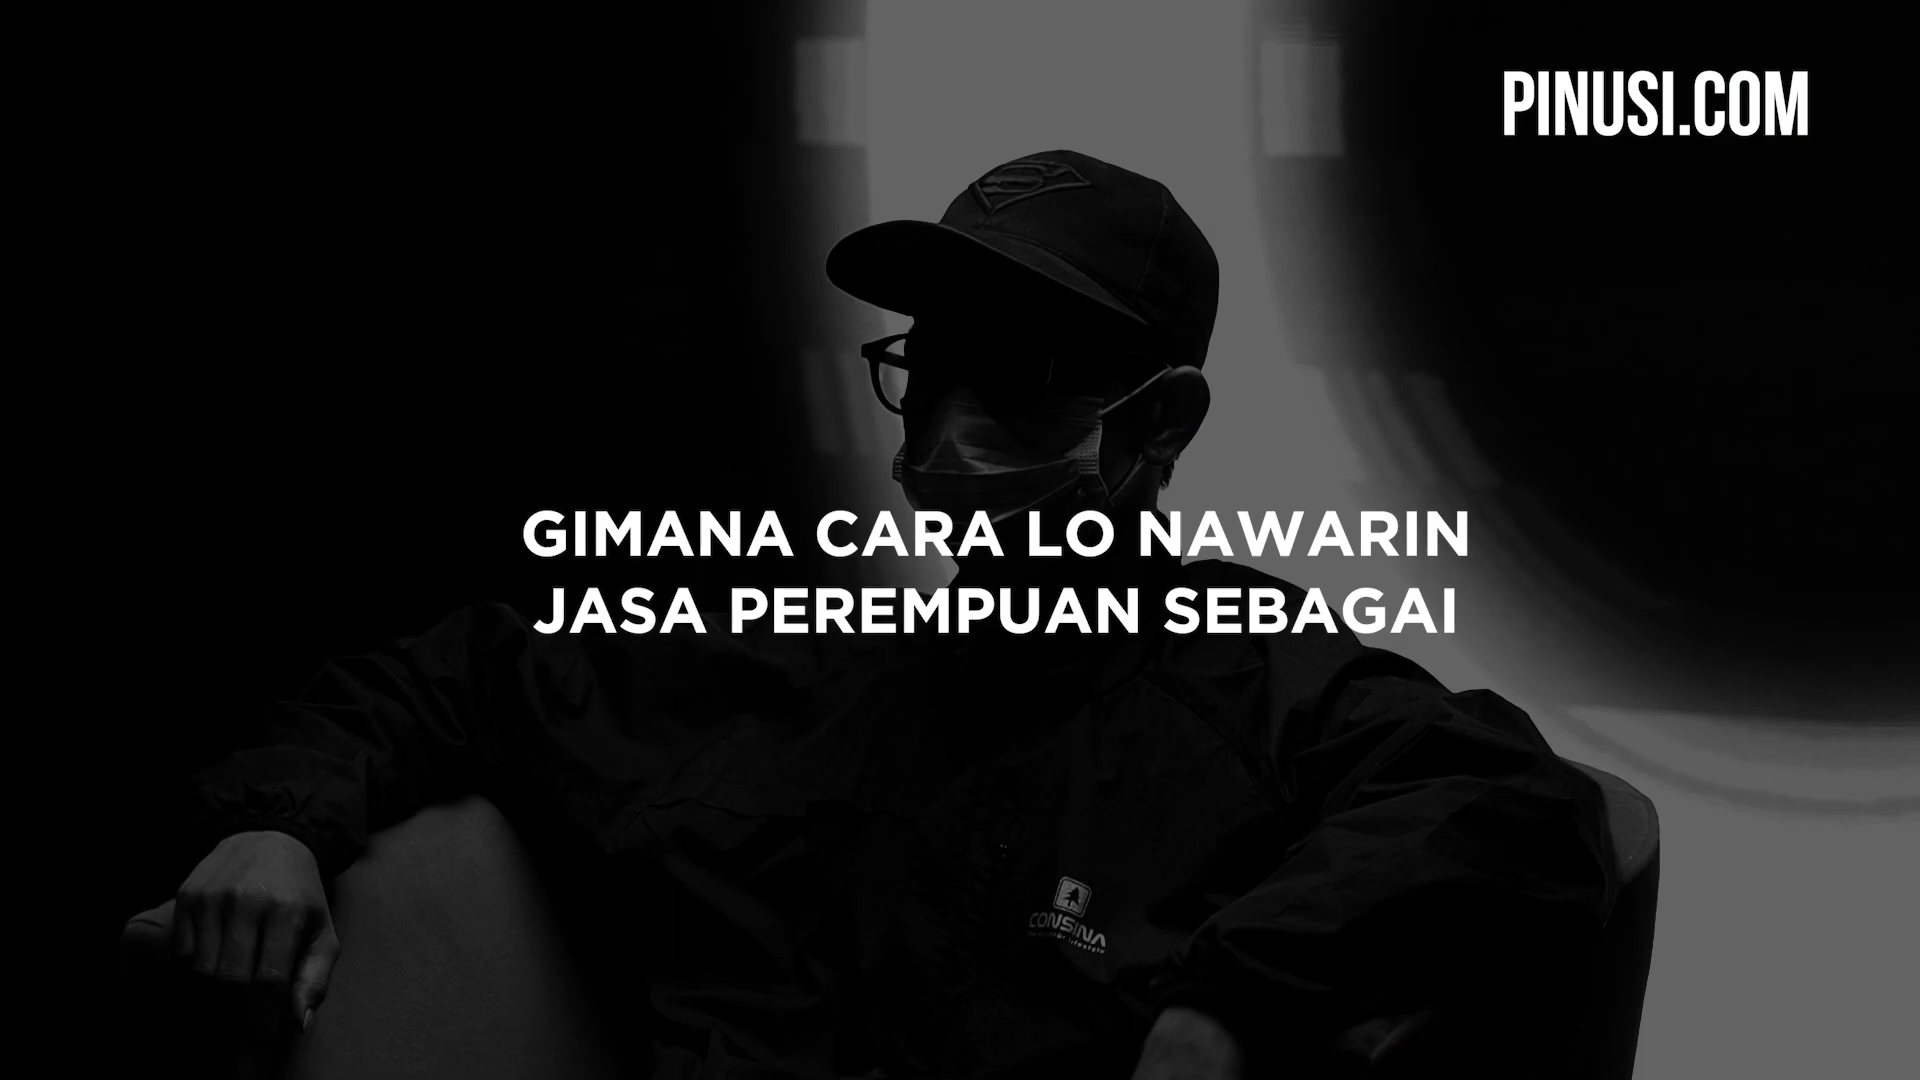 PINUSI.COM
GIMANA CARA LO NAWARIN
JASA PEREMPUAN SEBAGAI
CONSINA